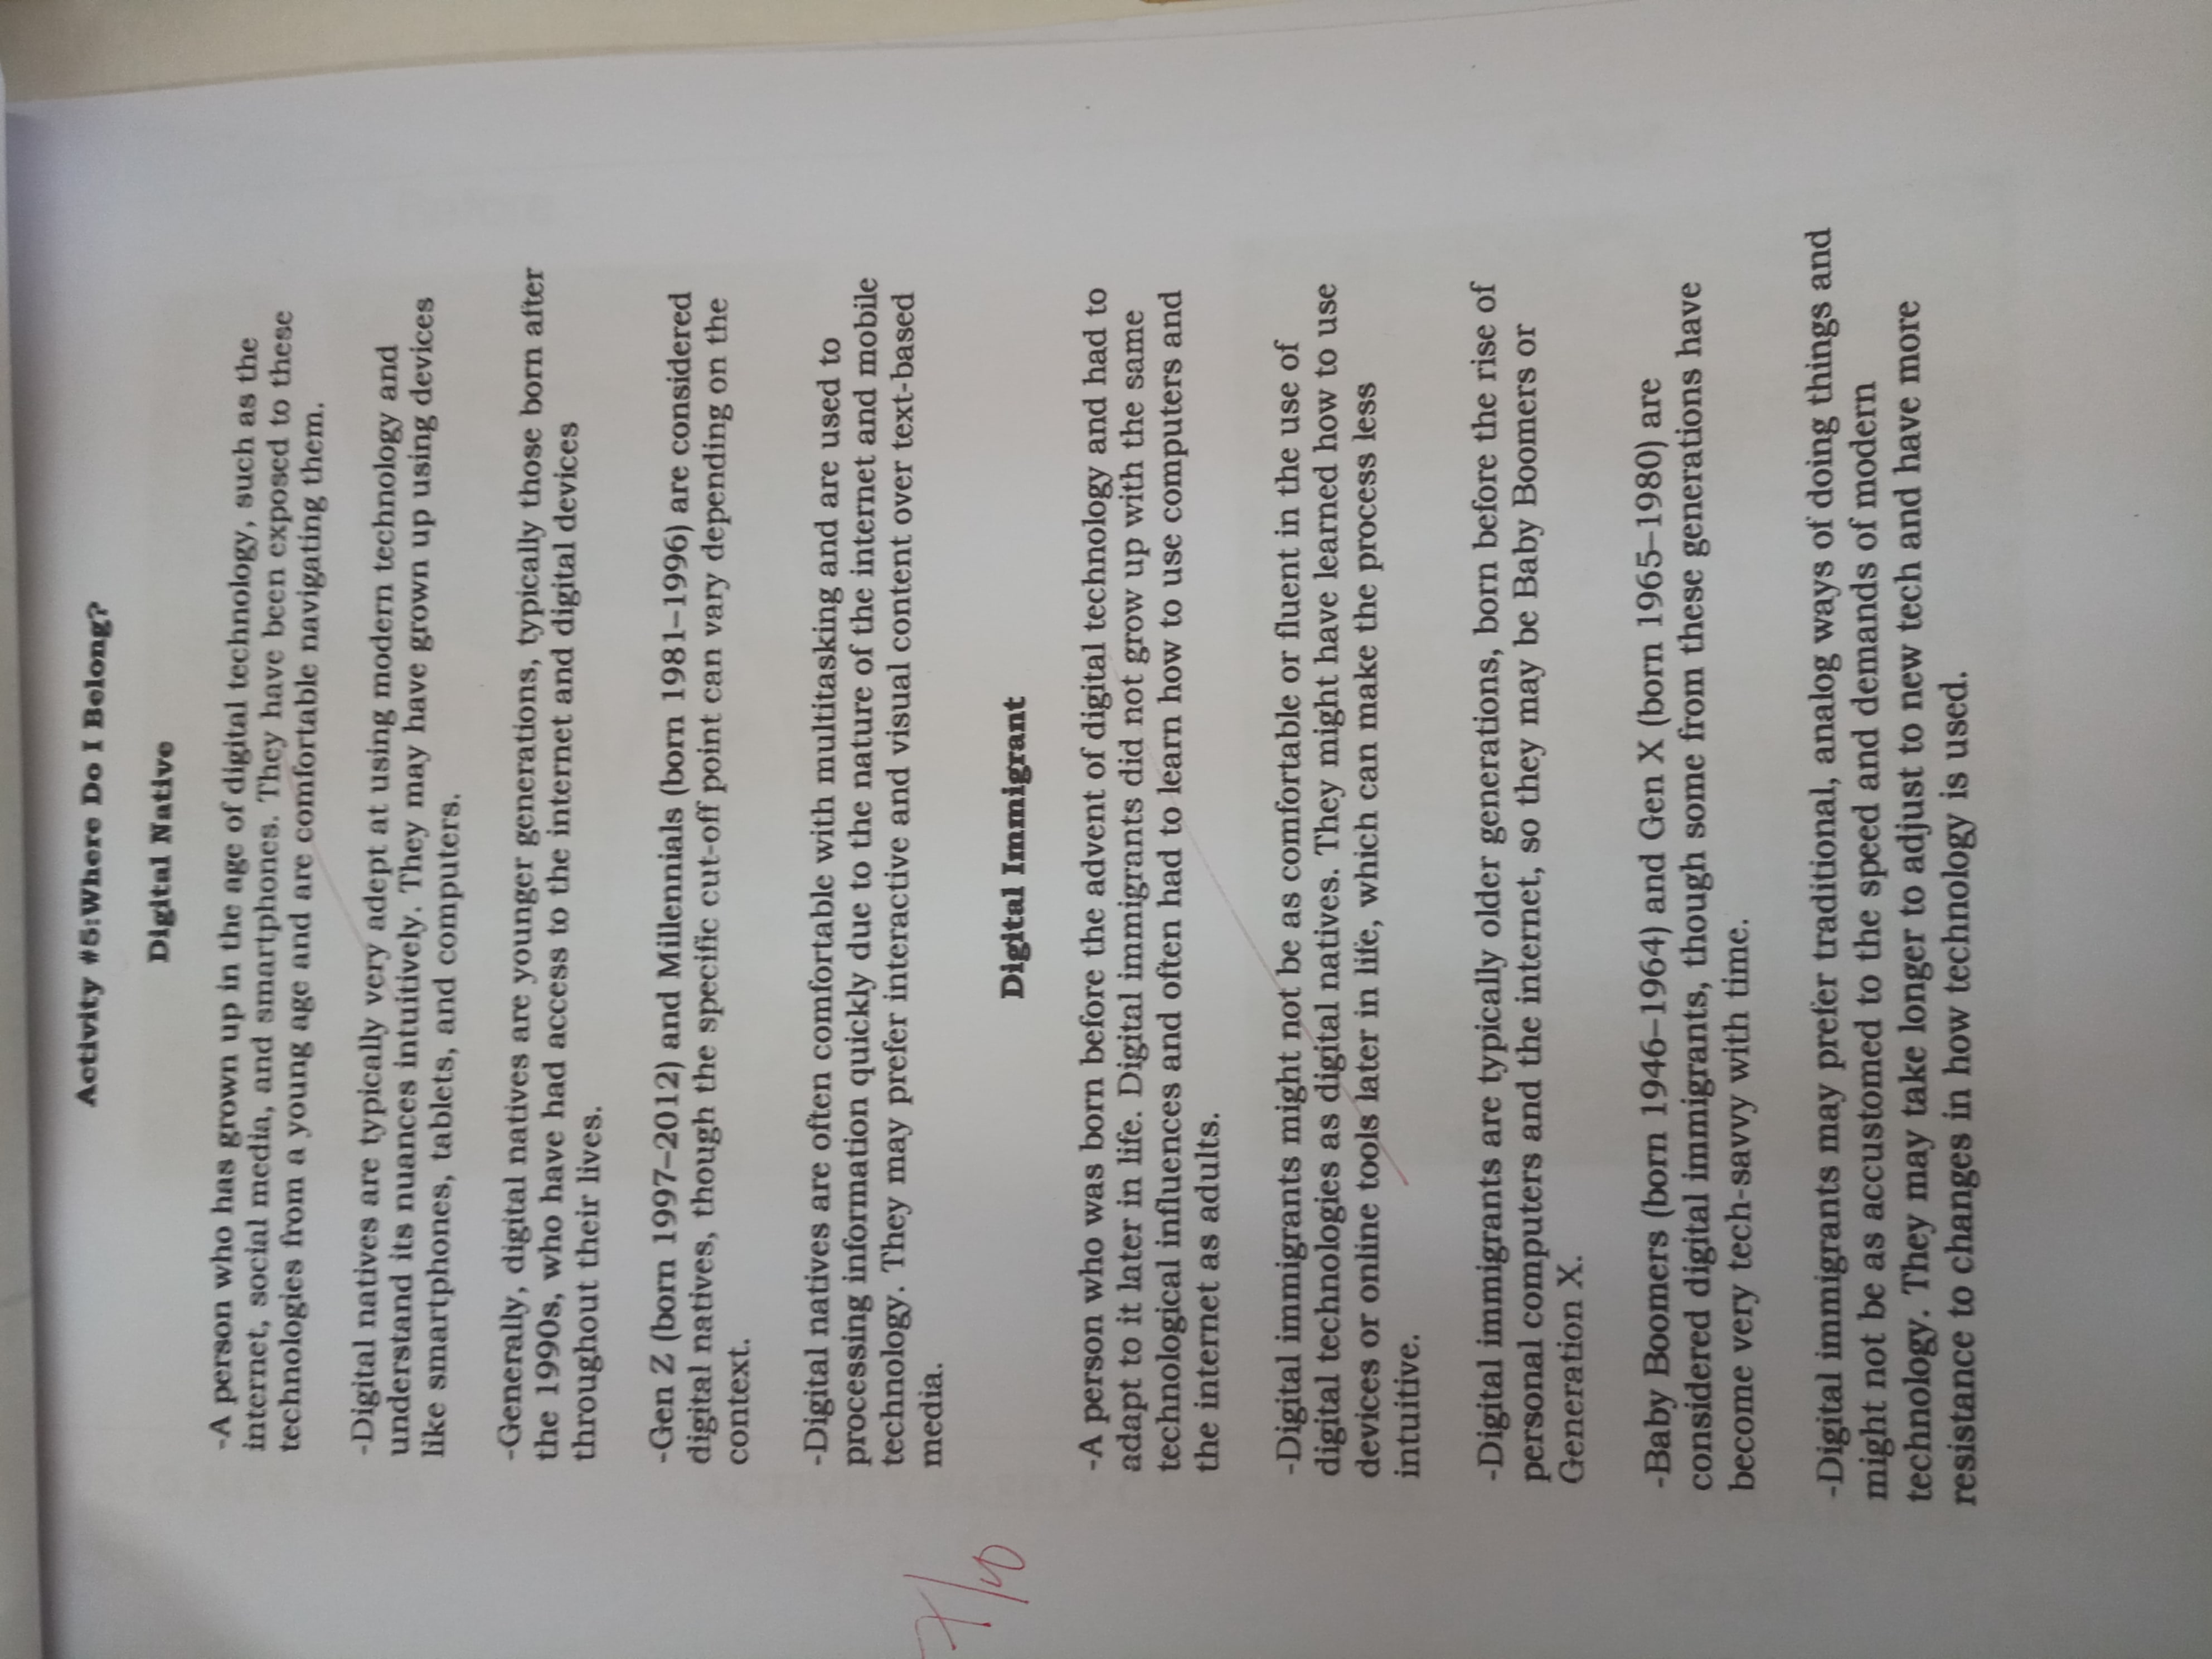 Activity #5:Where Do I Belong?
Digital Native
-A person who has grown up in the age of digital technology, such as the
internet, social media, and smartphones. They have been exposed to these
technologies from a young age and are comfortable navigating them.
-Digital natives are typically very adept at using modern technology and
understand its nuances intuitively. They may have grown up using devices
like smartphones, tablets, and computers.
-Generally, digital natives are younger generations, typically those born after
the 1990s, who have had access to the internet and digital devices
throughout their lives.
-Gen Z (born 1997–2012) and Millennials (born 1981–1996) are considered
digital natives, though the specific cut-off point can vary depending on the
context.
-Digital natives are often comfortable with multitasking and are used to
processing information quickly due to the nature of the internet and mobile
technology. They may prefer interactive and visual content over text-based
media.
7/10
Digital Immigrant
-A person who was born before the advent of digital technology and had to
adapt to it later in life. Digital immigrants did not grow up with the same
technological influences and often had to learn how to use computers and
the internet as adults.
-Digital immigrants might not be as comfortable or fluent in the use of
digital technologies as digital natives. They might have learned how to use
devices or online tools later in life, which can make the process less
intuitive.
-Digital immigrants are typically older generations, born before the rise of
personal computers and the internet, so they may be Baby Boomers or
Generation X.
-Baby Boomers (born 1946–1964) and Gen X (born 1965–1980) are
considered digital immigrants, though some from these generations have
become very tech-savvy with time.
-Digital immigrants may prefer traditional, analog ways of doing things and
might not be as accustomed to the speed and demands of modern
technology. They may take longer to adjust to new tech and have more
resistance to changes in how technology is used.